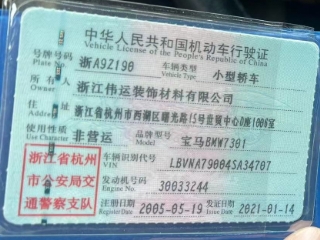 中华人民共和国机动车行驶证
Vehicle License of the People's Republic of China
号牌号码 浙A9Z198 车辆类型 小型轿车
Plate No. Vehicle Type
所有人 浙江伟运装饰材料有限公司
Owner
住址 浙江省杭州市西湖区曙光路15号世贸中心D座1008室
Address
使用性质 非营运 品牌型号 宝马BMW7301
Use Character Model
浙江省杭州
市公安局交
通警察支队
车辆识别代号 LBVNA79004SA34707
VIN
发动机号码 30033244
Engine No.
注册日期 2005-05-19 发证日期 2021-01-14
Register Date Issue Date